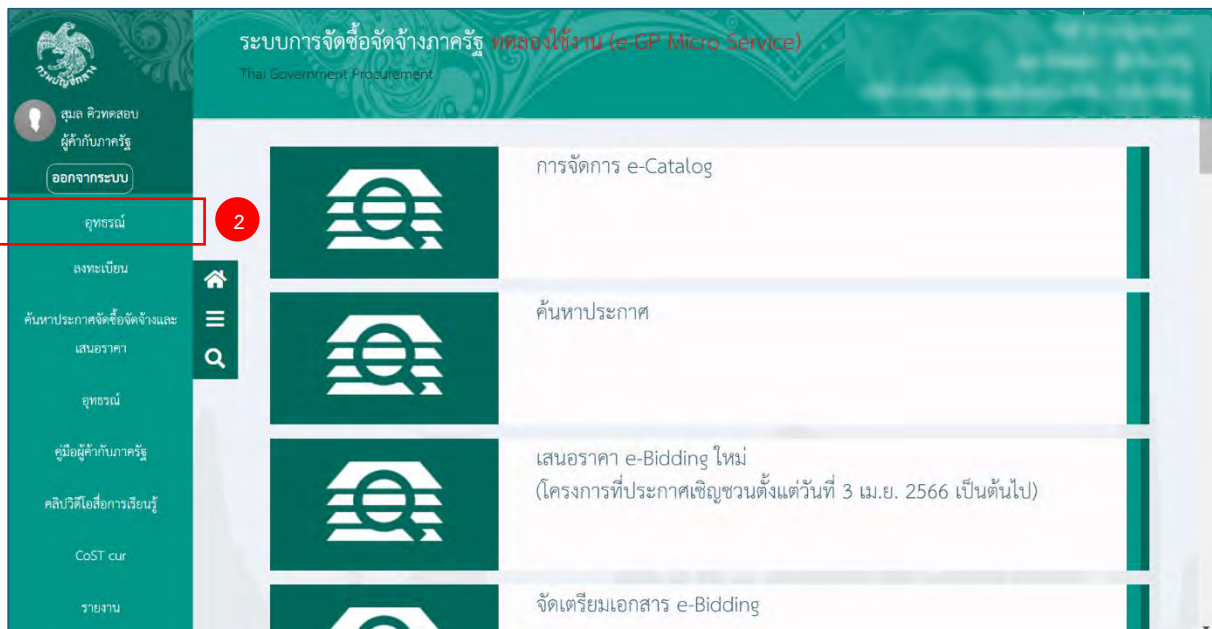 ระบบการจัดซื้อจัดจ้างภาครัฐ ทดลองใช้งาน (e-GP Micro Service)
Thai Government Procurement
กรมบัญชีกลาง
สุมล คิวทดสอบ
ผู้ค้ากับภาครัฐ
ออกจากระบบ
อุทธรณ์
2
ลงทะเบียน
ค้นหาประกาศจัดซื้อจัดจ้างและ
เสนอราคา
อุทธรณ์
คู่มือผู้ค้ากับภาครัฐ
คลิปวิดีโอสื่อการเรียนรู้
CoST cur
รายงาน
การจัดการ e-Catalog
ค้นหาประกาศ
เสนอราคา e-Bidding ใหม่
(โครงการที่ประกาศเชิญชวนตั้งแต่วันที่ 3 เม.ย. 2566 เป็นต้นไป)
จัดเตรียมเอกสาร e-Bidding